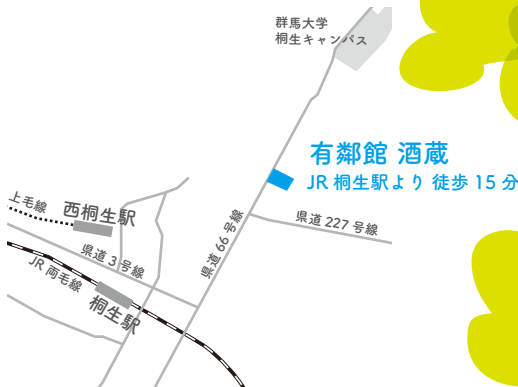 群馬大学
桐生キャンパス
有鄰館 酒蔵
JR 桐生駅より 徒歩 15 分
上毛線
西桐生駅
県道 227 号線
県道 66 号線
県道 3 号線
JR 両毛線
桐生駅